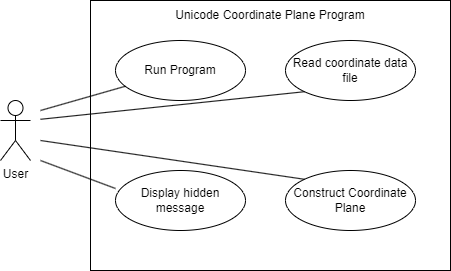 Unicode Coordinate Plane Program
Run Program
Read coordinate data
file
User
Display hidden
message
Construct Coordinate
Plane